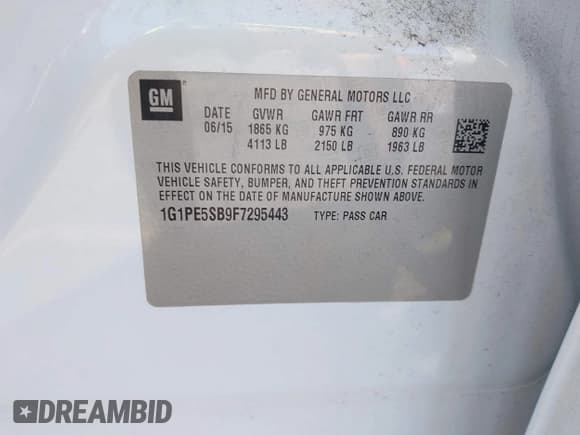 GM
MFD BY GENERAL MOTORS LLC
DATE GVWR GAWR FRT GAWR RR
06/15 1865 KG 975 KG 890 KG
4113 LB 2150 LB 1963 LB
THIS VEHICLE CONFORMS TO ALL APPLICABLE U.S. FEDERAL MOTOR
VEHICLE SAFETY, BUMPER, AND THEFT PREVENTION STANDARDS IN
EFFECT ON THE DATE OF MANUFACTURE SHOWN ABOVE.
1G1PE5SB9F7295443 TYPE: PASS CAR
DREAMBID